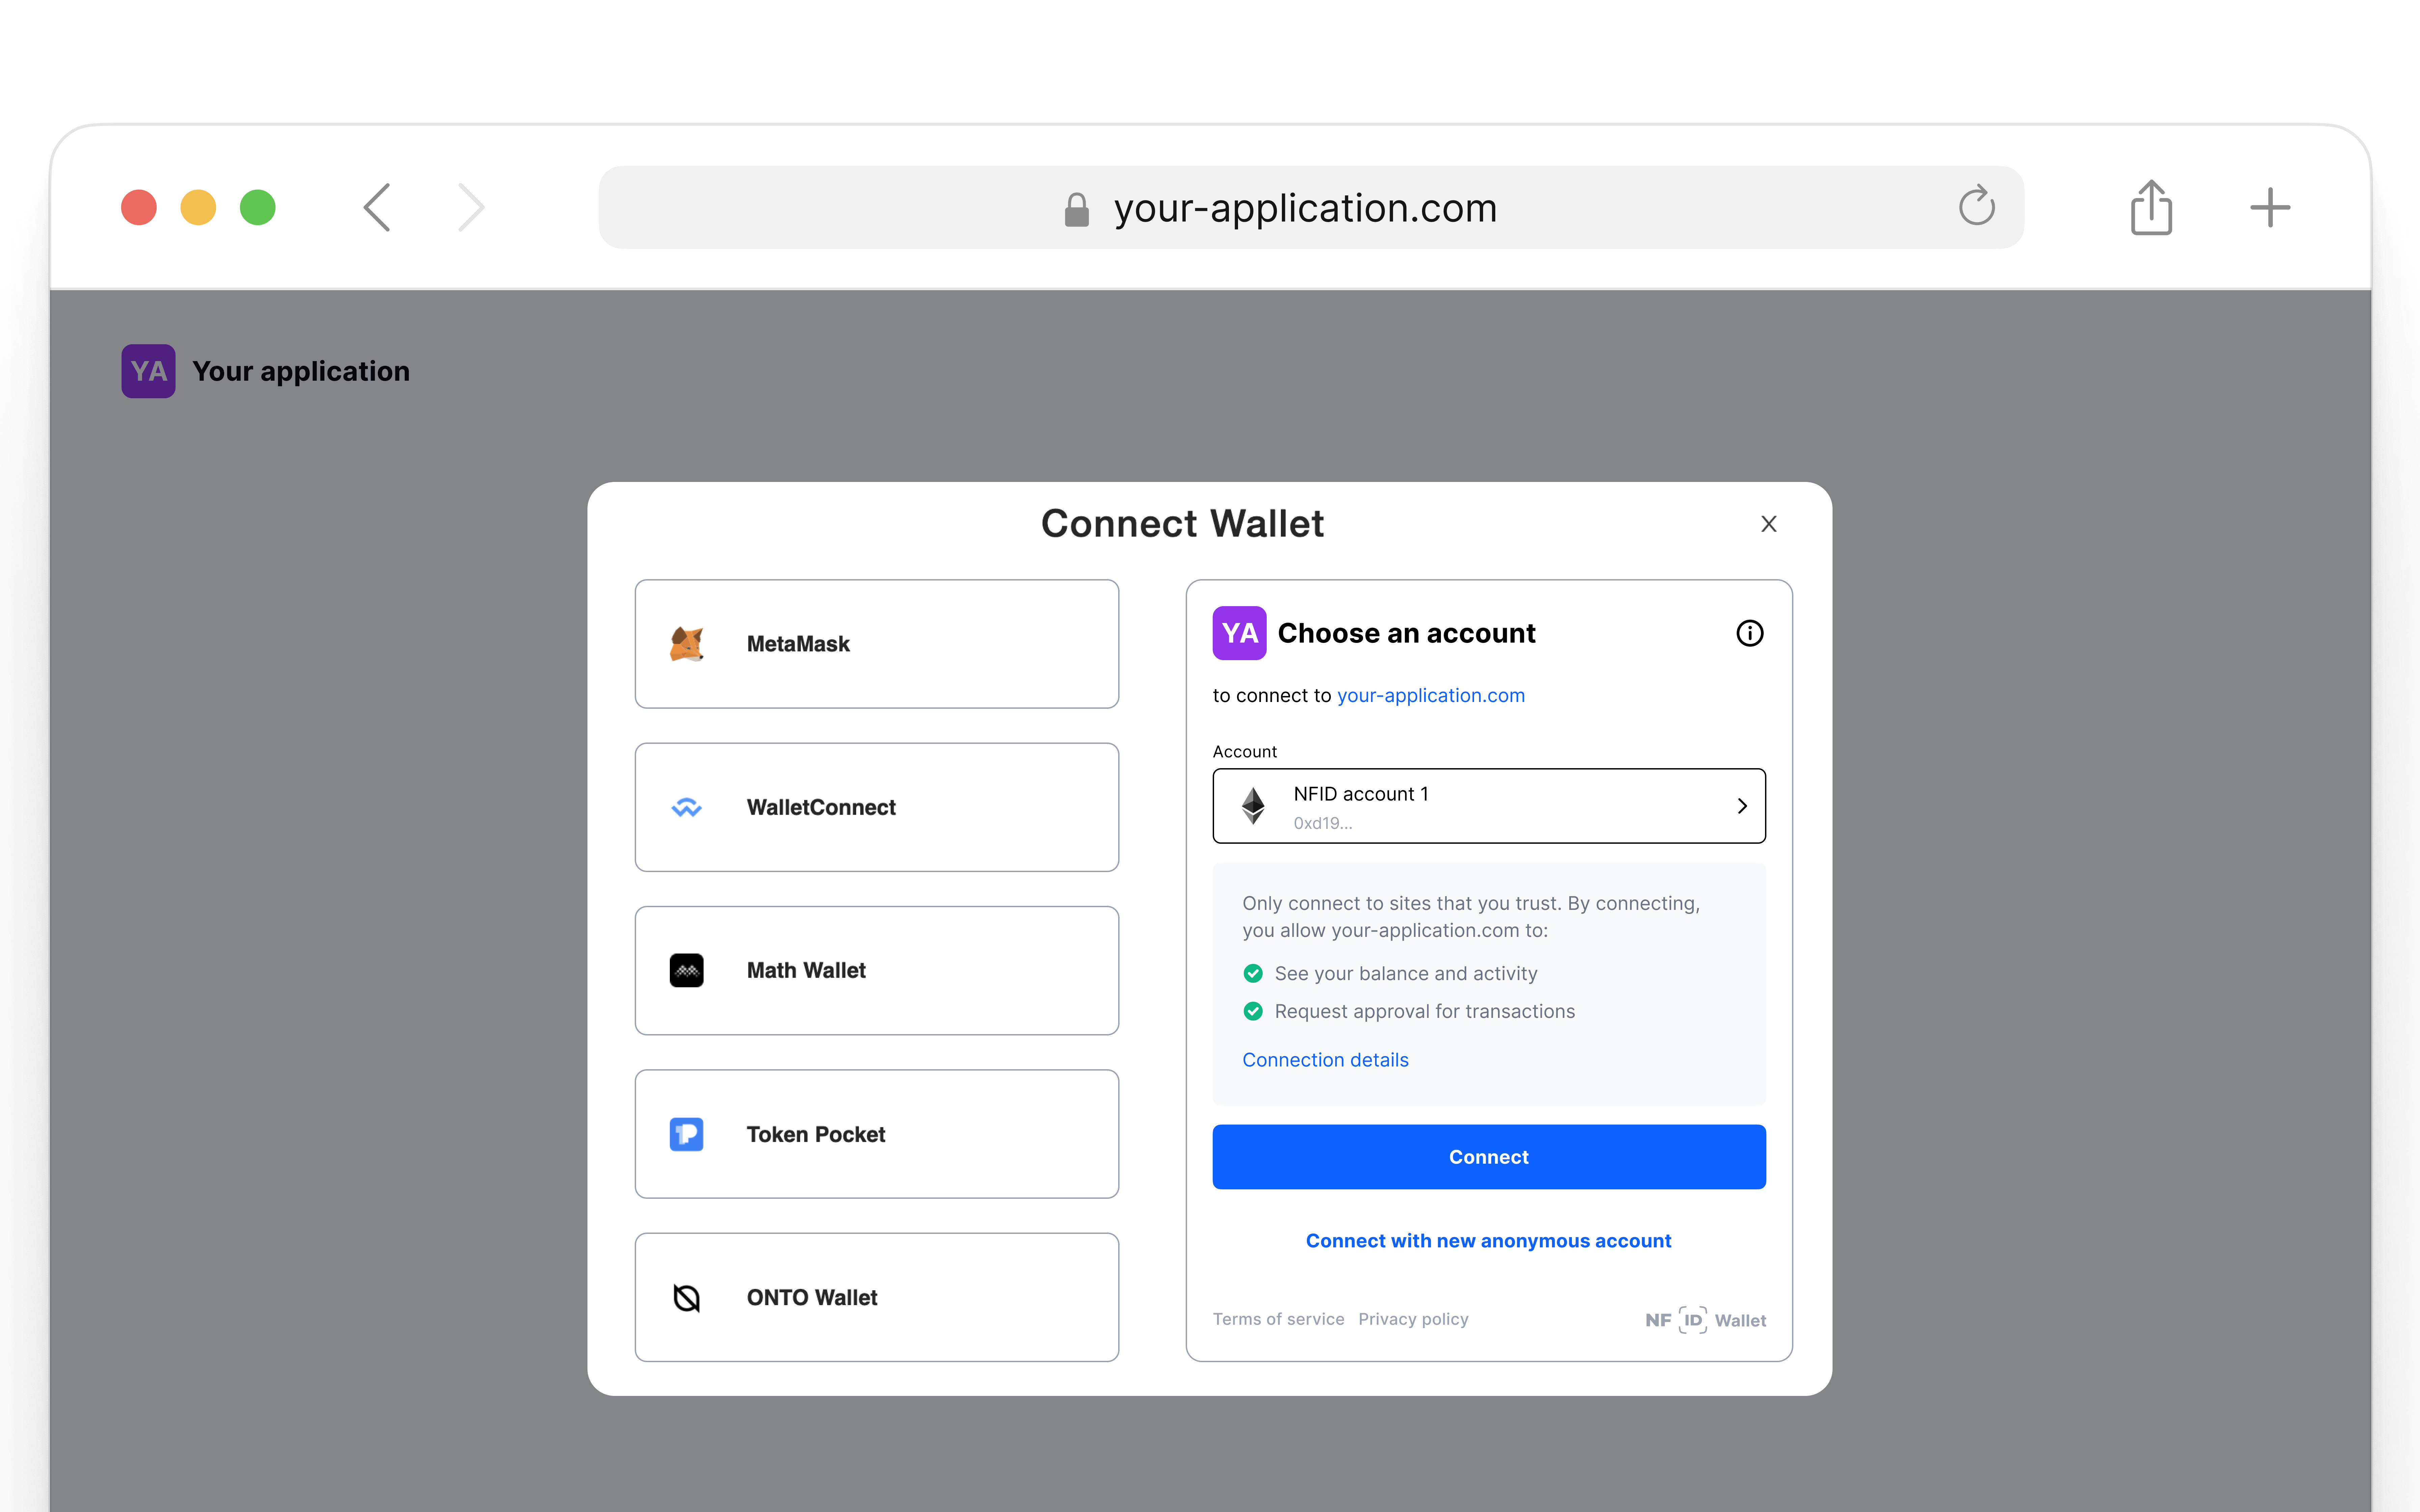 your-application.com
YA Your application
Connect Wallet
X
MetaMask
WalletConnect
Math Wallet
Token Pocket
ONTO Wallet
YA Choose an account
to connect to your-application.com
Account
NFID account 1
0xd19...
Only connect to sites that you trust. By connecting,
you allow your-application.com to:
See your balance and activity
Request approval for transactions
Connection details
Connect
Connect with new anonymous account
Terms of service Privacy policy
NF ID Wallet